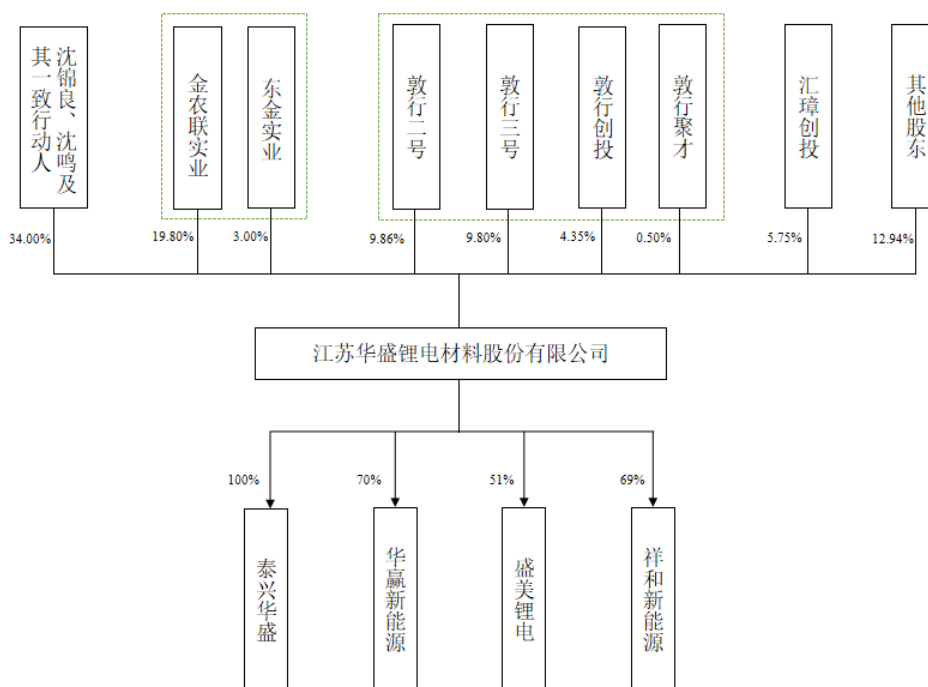 沈锦良、沈鸣及
其一致行动人
金农联实业
东金实业
敦行二号
敦行三号
敦行创投
敦行聚才
汇璋创投
其他股东
34.00%
19.80%
3.00%
9.86%
9.80%
4.35%
0.50%
5.75%
12.94%
江苏华盛锂电材料股份有限公司
100%
70%
51%
69%
泰兴华盛
华赢新能源
盛美锂电
祥和新能源